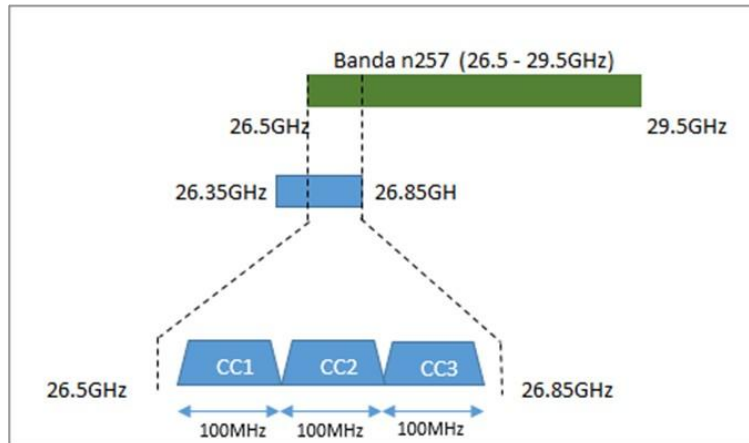 Banda n257 (26.5 - 29.5GHz)
26.5GHz
29.5GHz
26.35GHz
26.85GH
CC1
CC2
CC3
26.5GHz
26.85GHz
100MHz
100MHz
100MHz